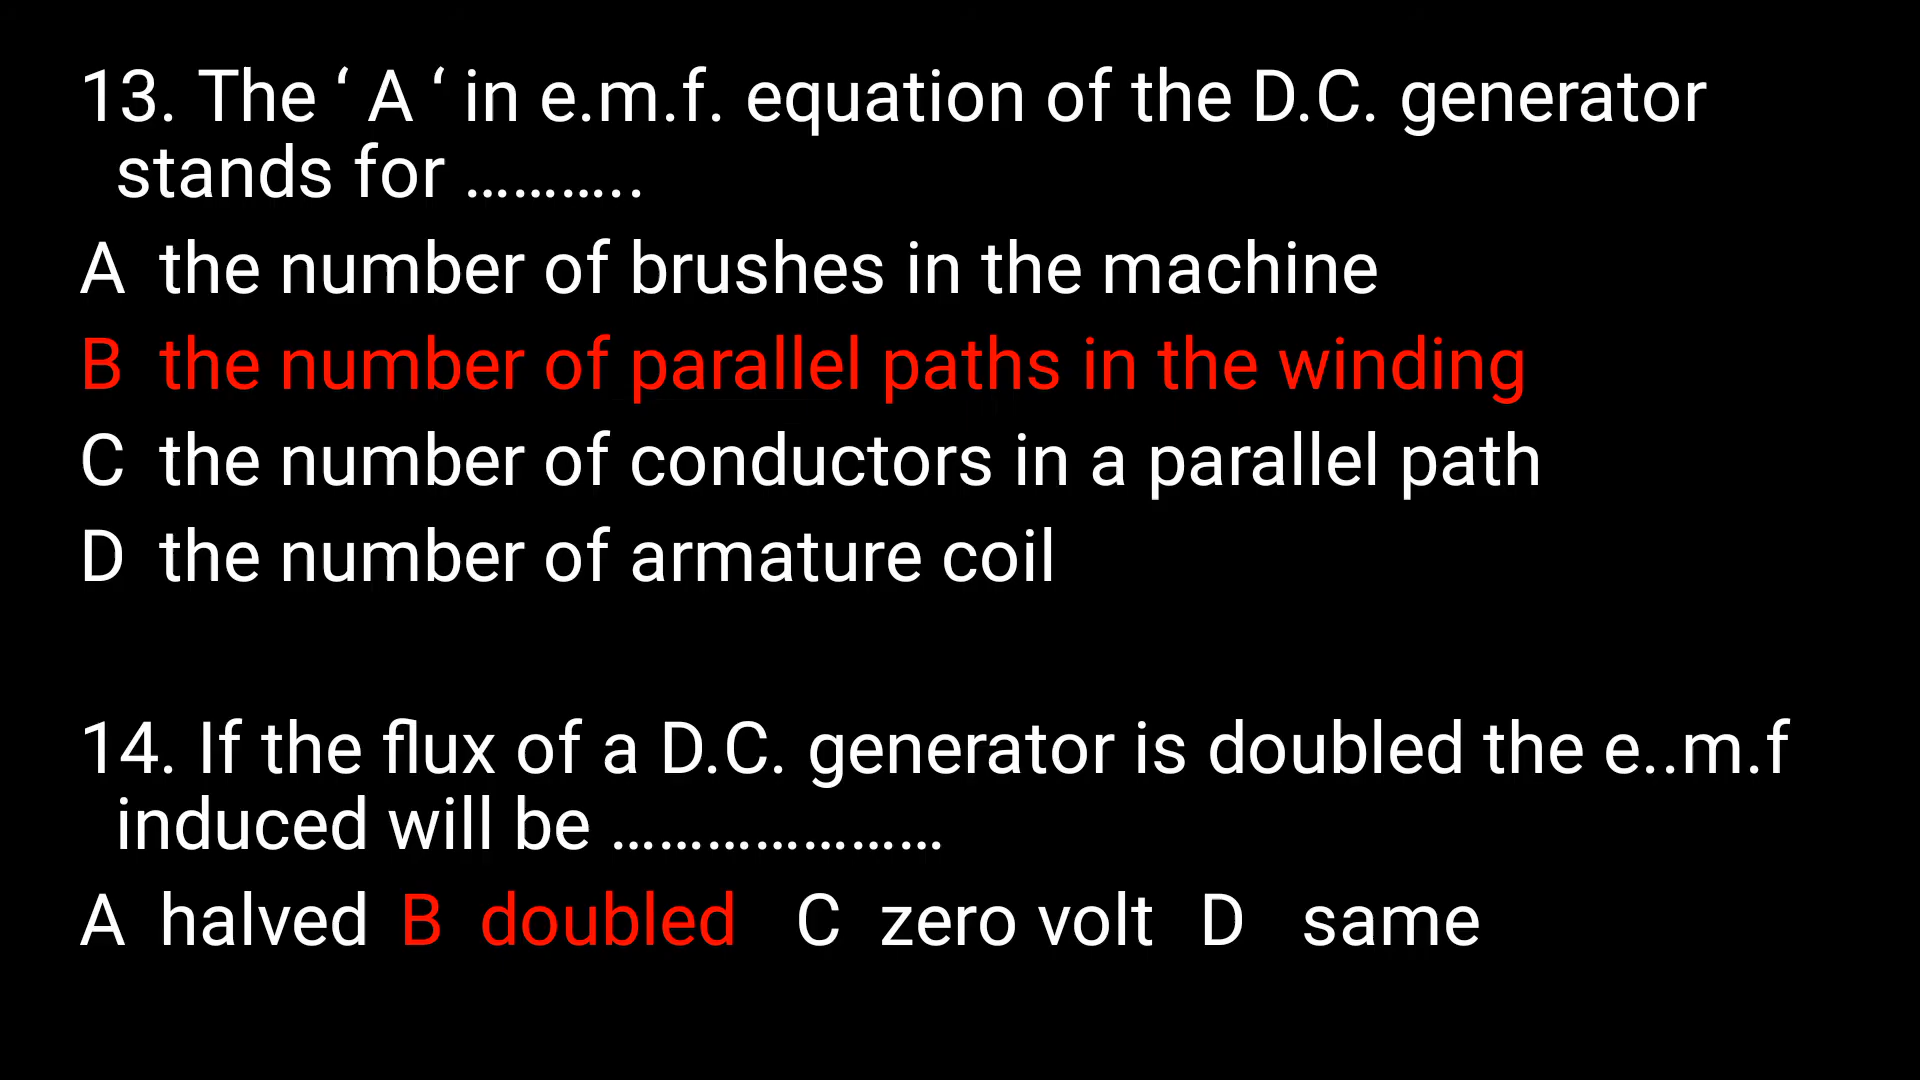 13. The ‘ A ‘ in e.m.f. equation of the D.C. generator
stands for ………..
A the number of brushes in the machine
B the number of parallel paths in the winding
C the number of conductors in a parallel path
D the number of armature coil
14. If the flux of a D.C. generator is doubled the e..m.f
induced will be …………………
A halved B doubled C zero volt D same